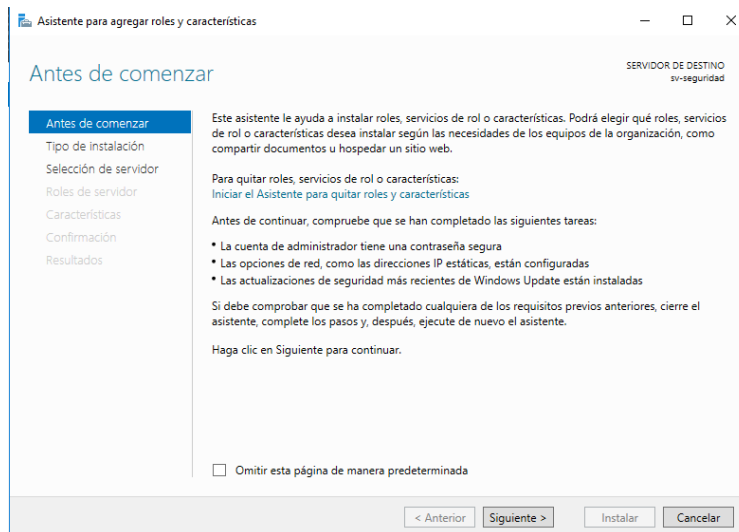 Asistente para agregar roles y características
Antes de comenzar
SERVIDOR DE DESTINO
sv-seguridad
Antes de comenzar
Tipo de instalación
Selección de servidor
Roles de servidor
Características
Confirmación
Resultados
Este asistente le ayuda a instalar roles, servicios de rol o características. Podrá elegir qué roles, servicios
de rol o características desea instalar según las necesidades de los equipos de la organización, como
compartir documentos u hospedar un sitio web.
Para quitar roles, servicios de rol o características:
Iniciar el Asistente para quitar roles y características
Antes de continuar, compruebe que se han completado las siguientes tareas:
• La cuenta de administrador tiene una contraseña segura
• Las opciones de red, como las direcciones IP estáticas, están configuradas
• Las actualizaciones de seguridad más recientes de Windows Update están instaladas
Si debe comprobar que se ha completado cualquiera de los requisitos previos anteriores, cierre el
asistente, complete los pasos y, después, ejecute de nuevo el asistente.
Haga clic en Siguiente para continuar.
Omitir esta página de manera predeterminada
< Anterior
Siguiente >
Instalar
Cancelar